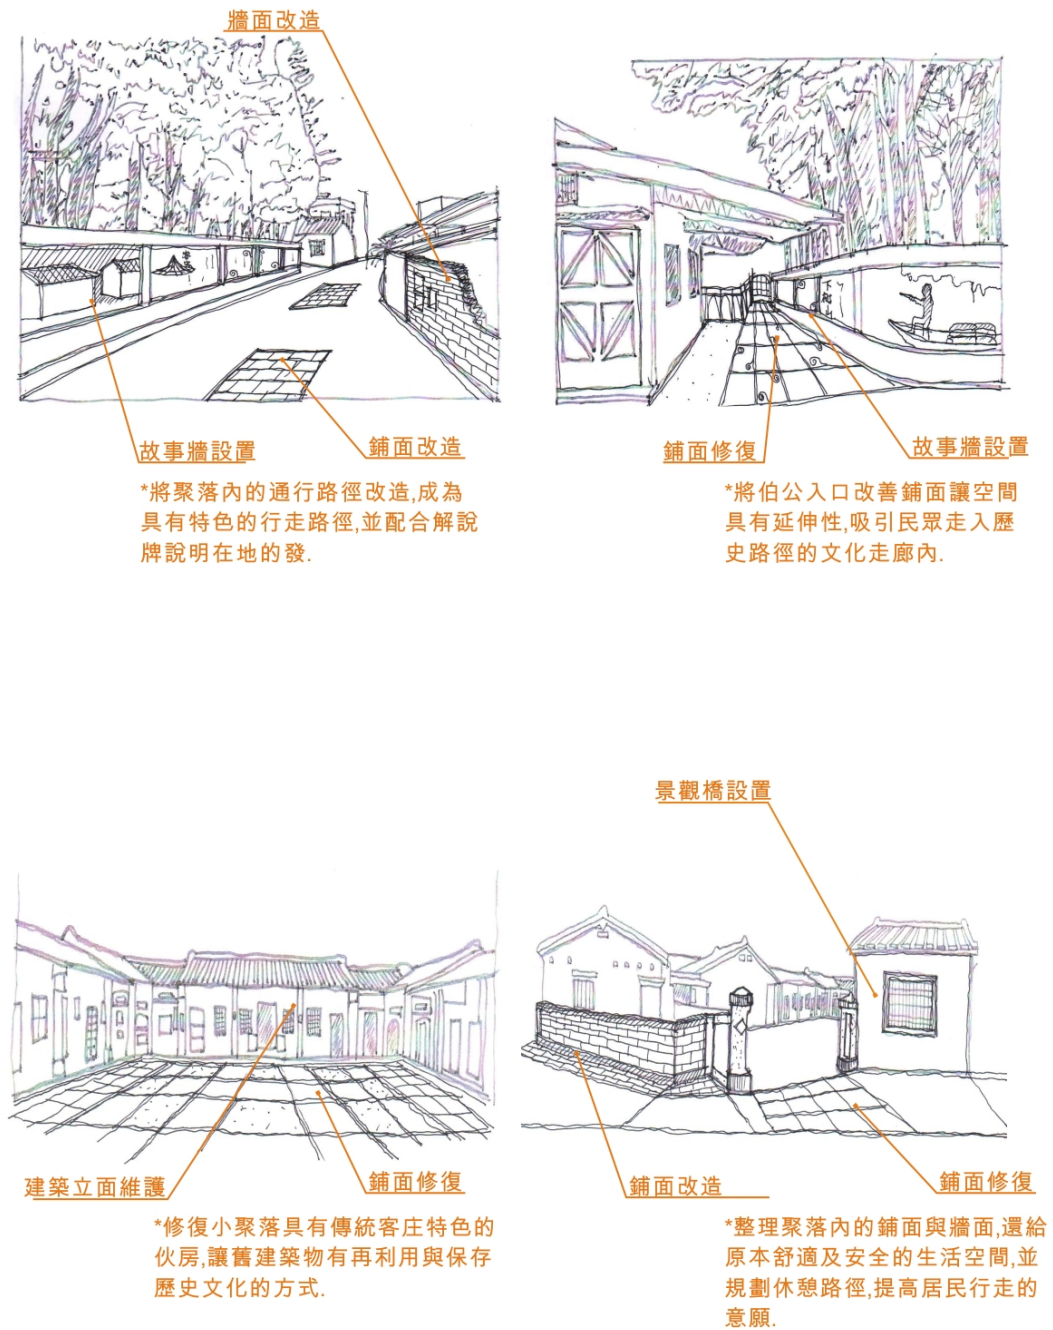 牆面改造
故事牆設置
鋪面改造
*將聚落內的通行路徑改造,成為
具有特色的行走路徑,並配合解說
牌說明在地的發.
鋪面修復
故事牆設置
*將伯公入口改善鋪面讓空間
具有延伸性,吸引民眾走入歷
史路徑的文化走廊內.
建築立面維護
鋪面修復
*修復小聚落具有傳統客庄特色的
伙房,讓舊建築物有再利用與保存
歷史文化的方式.
景觀橋設置
鋪面改造
鋪面修復
*整理聚落內的鋪面與牆面,還給
原本舒適及安全的生活空間,並
規劃休憩路徑,提高居民行走的
意願.